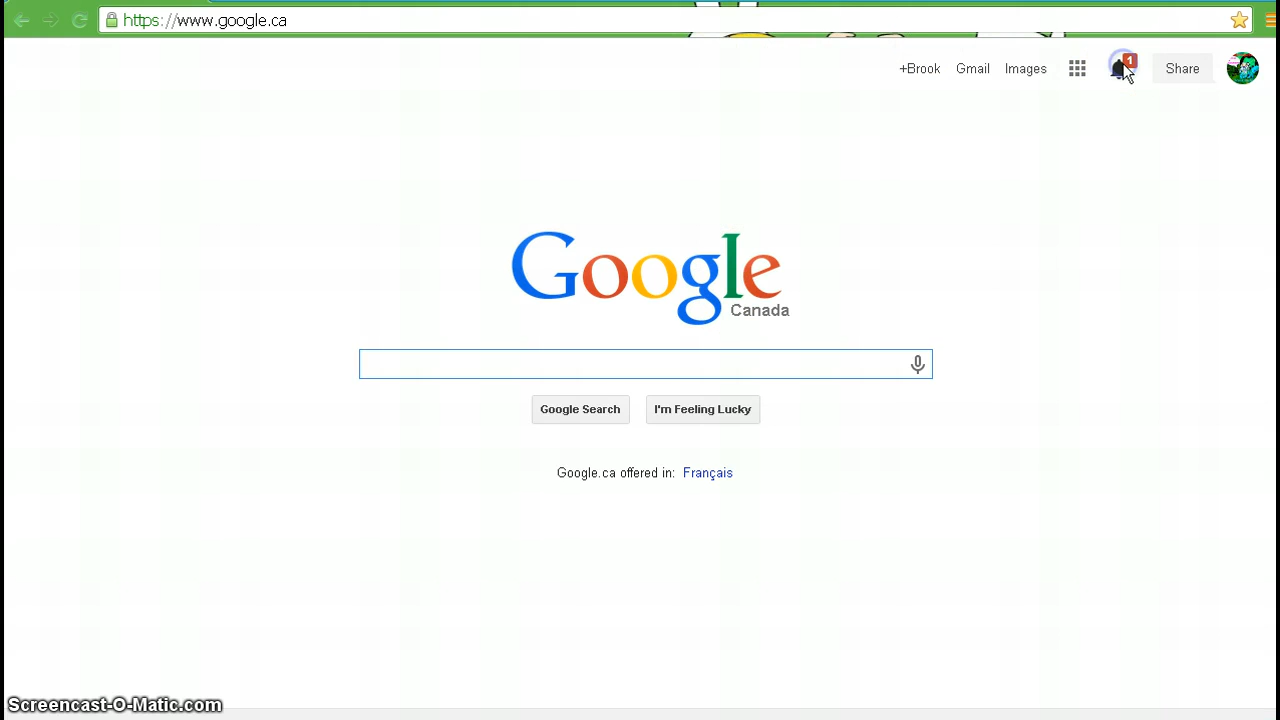 https://www.google.ca
+Brook Gmail Images 1 Share
Google
Canada
Google Search I'm Feeling Lucky
Google.ca offered in: Français
Screencast-O-Matic.com